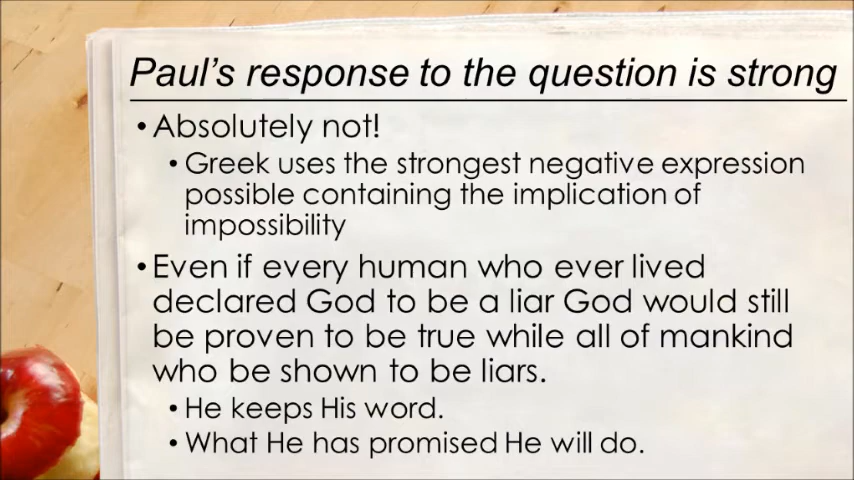 Paul's response to the question is strong
• Absolutely not!
• Greek uses the strongest negative expression
possible containing the implication of
impossibility
• Even if every human who ever lived
declared God to be a liar God would still
be proven to be true while all of mankind
who be shown to be liars.
• He keeps His word.
• What He has promised He will do.